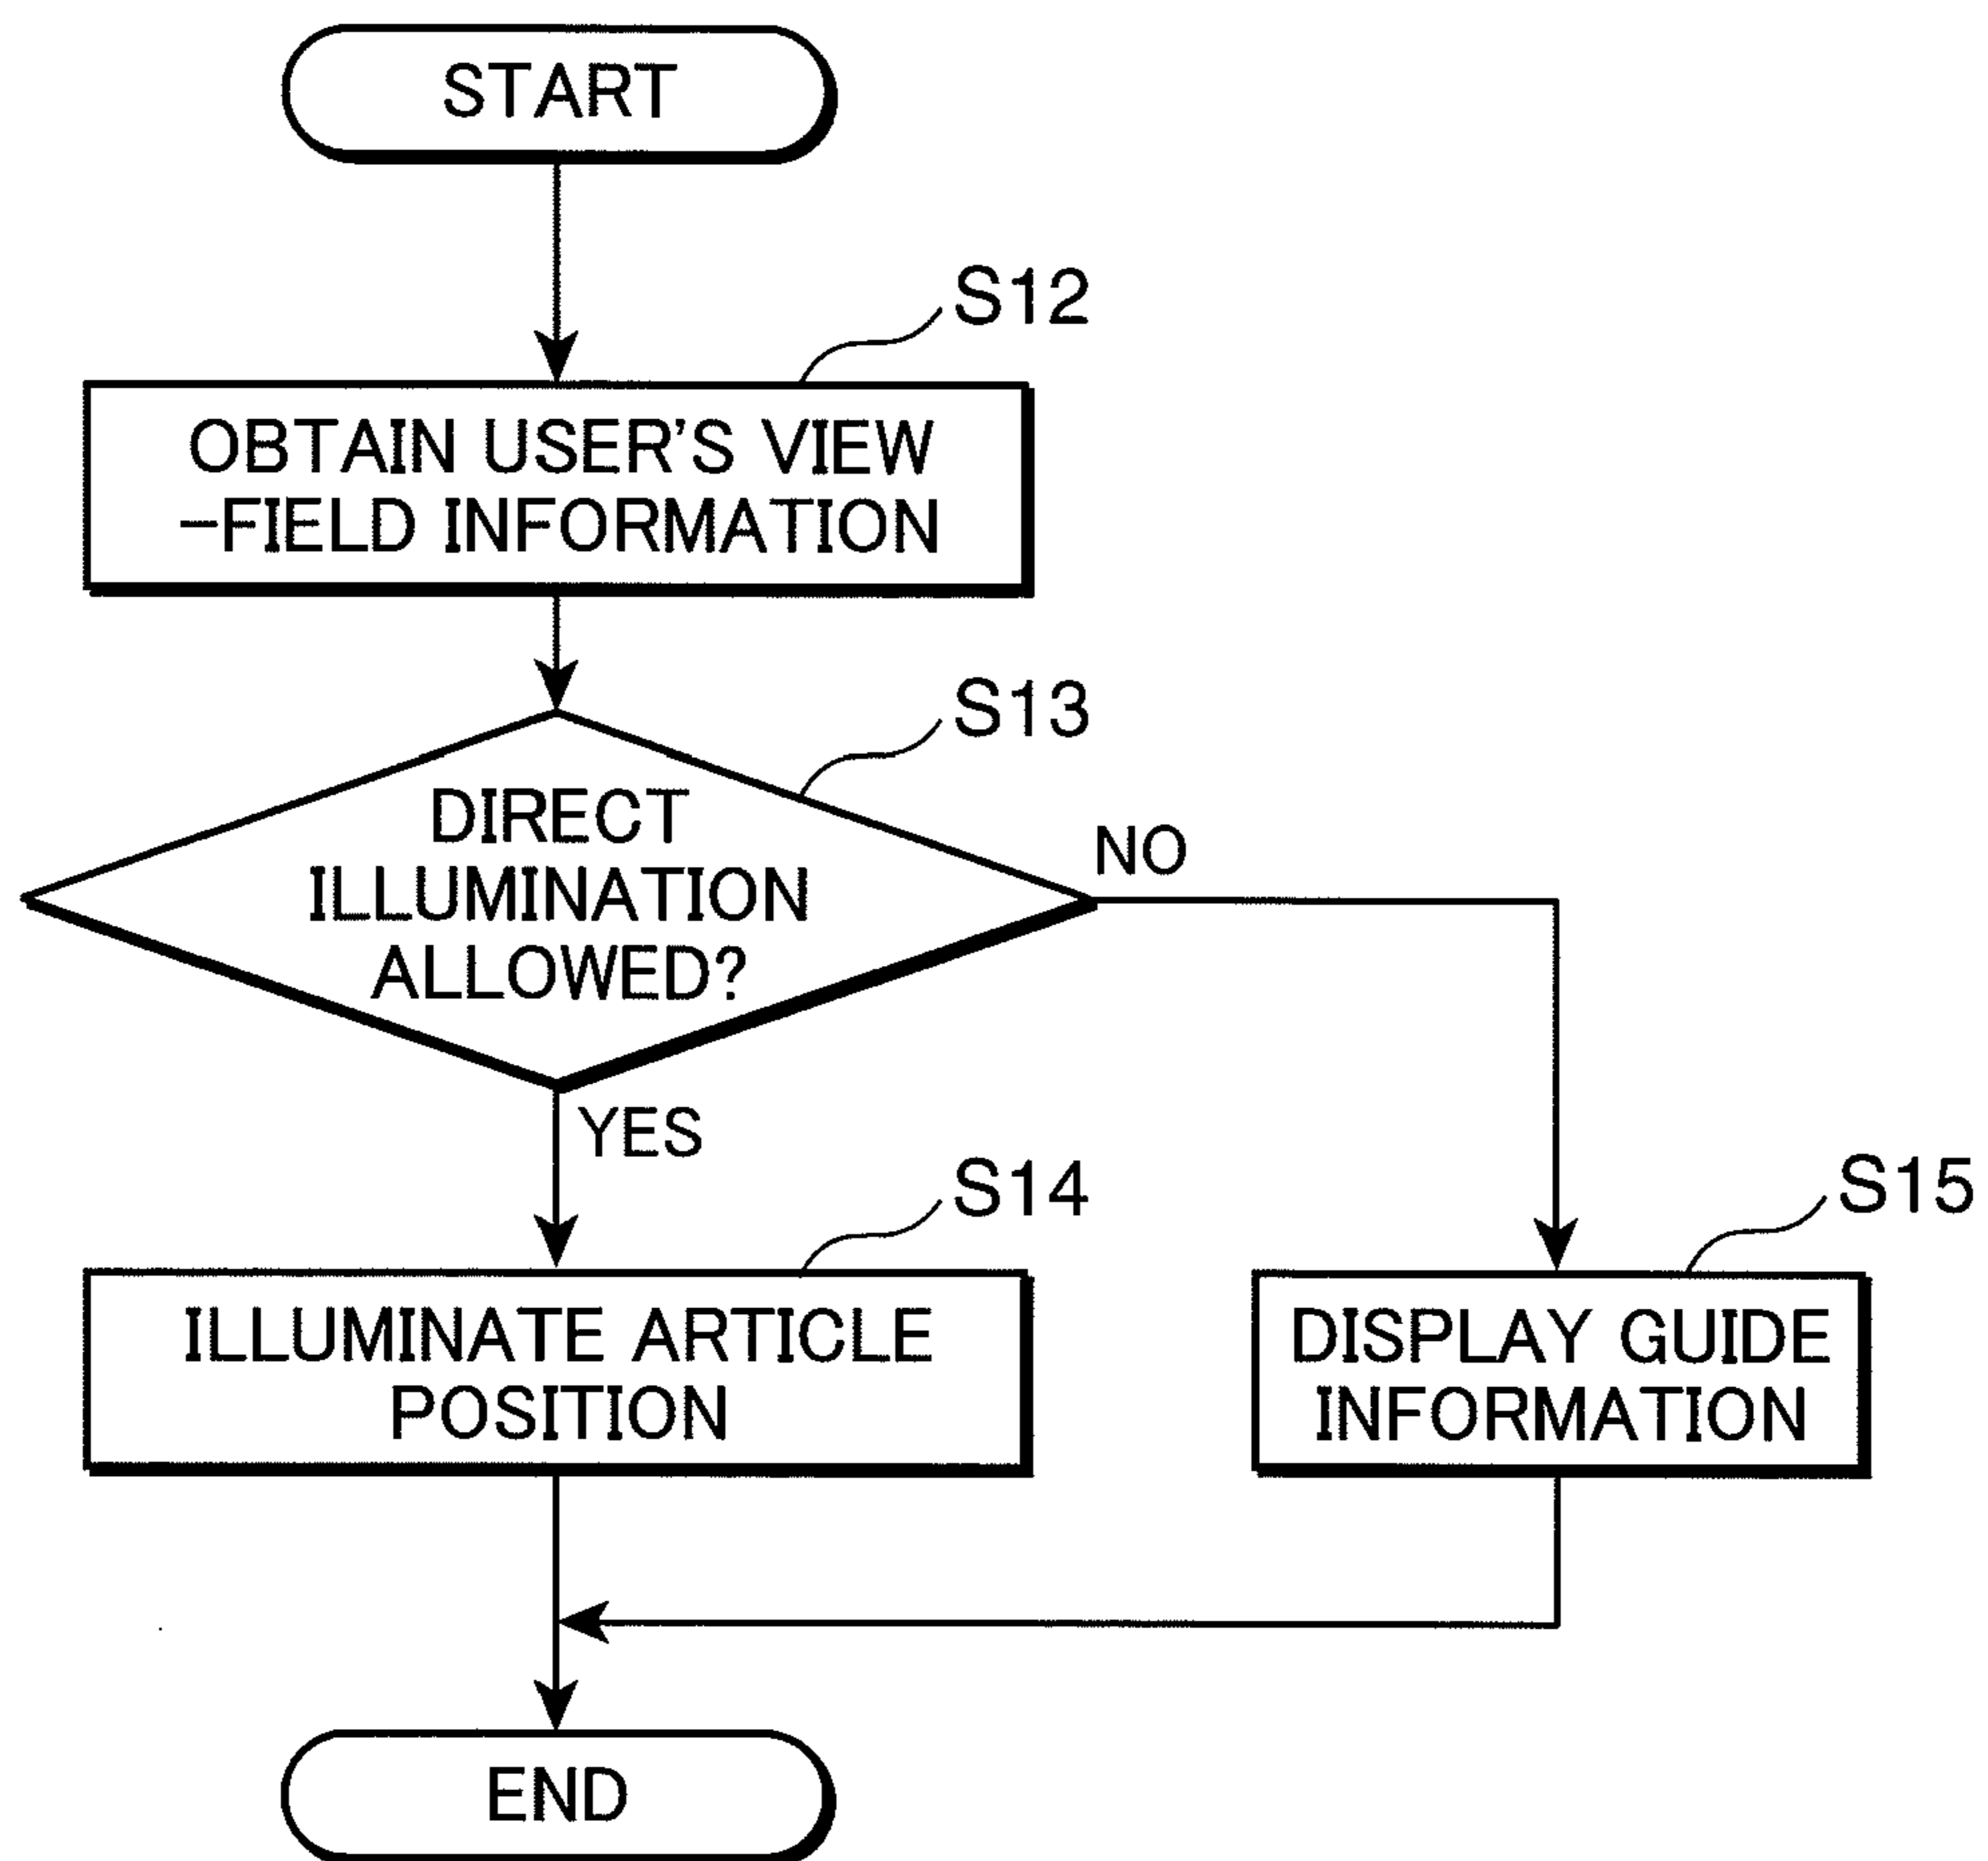 START
S12
OBTAIN USER'S VIEW
-FIELD INFORMATION
S13
DIRECT
ILLUMINATION
ALLOWED?
NO
YES
S14
ILLUMINATE ARTICLE
POSITION
S15
DISPLAY GUIDE
INFORMATION
END